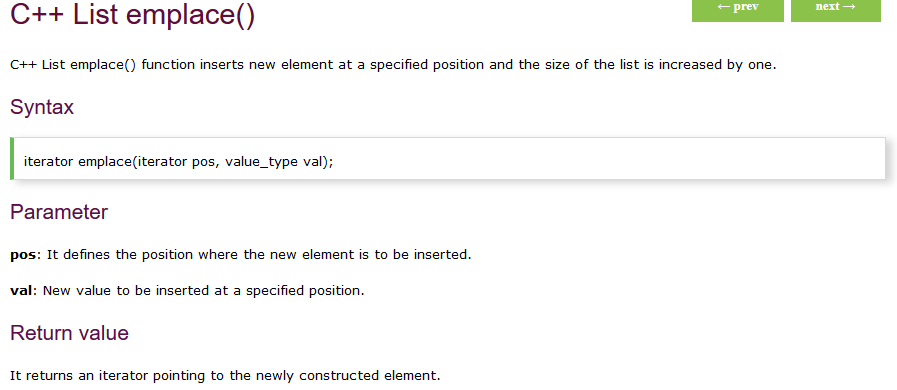 C++ List emplace()
← prev
next →
C++ List emplace() function inserts new element at a specified position and the size of the list is increased by one.
Syntax
iterator emplace(iterator pos, value_type val);
Parameter
pos: It defines the position where the new element is to be inserted.
val: New value to be inserted at a specified position.
Return value
It returns an iterator pointing to the newly constructed element.